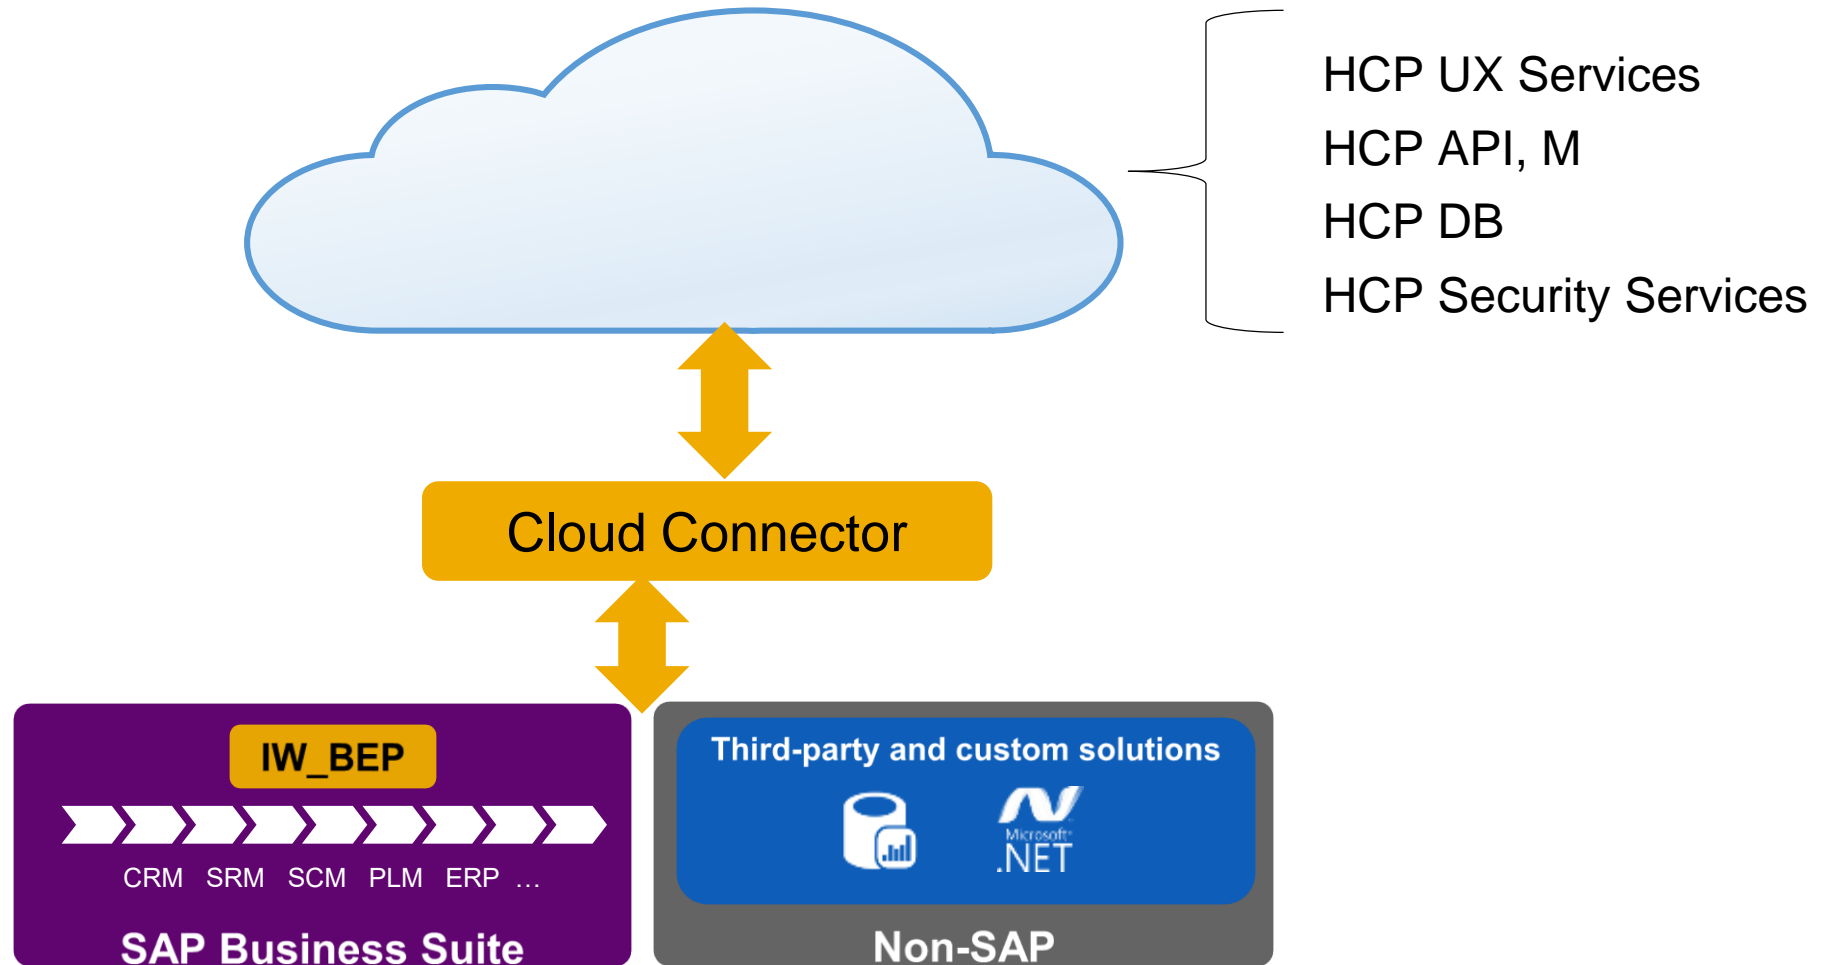 HCP UX Services
HCP API, M
HCP DB
HCP Security Services
Cloud Connector
IW_BEP
CRM SRM SCM PLM ERP …
SAP Business Suite
Third-party and custom solutions
Microsoft
.NET
Non-SAP